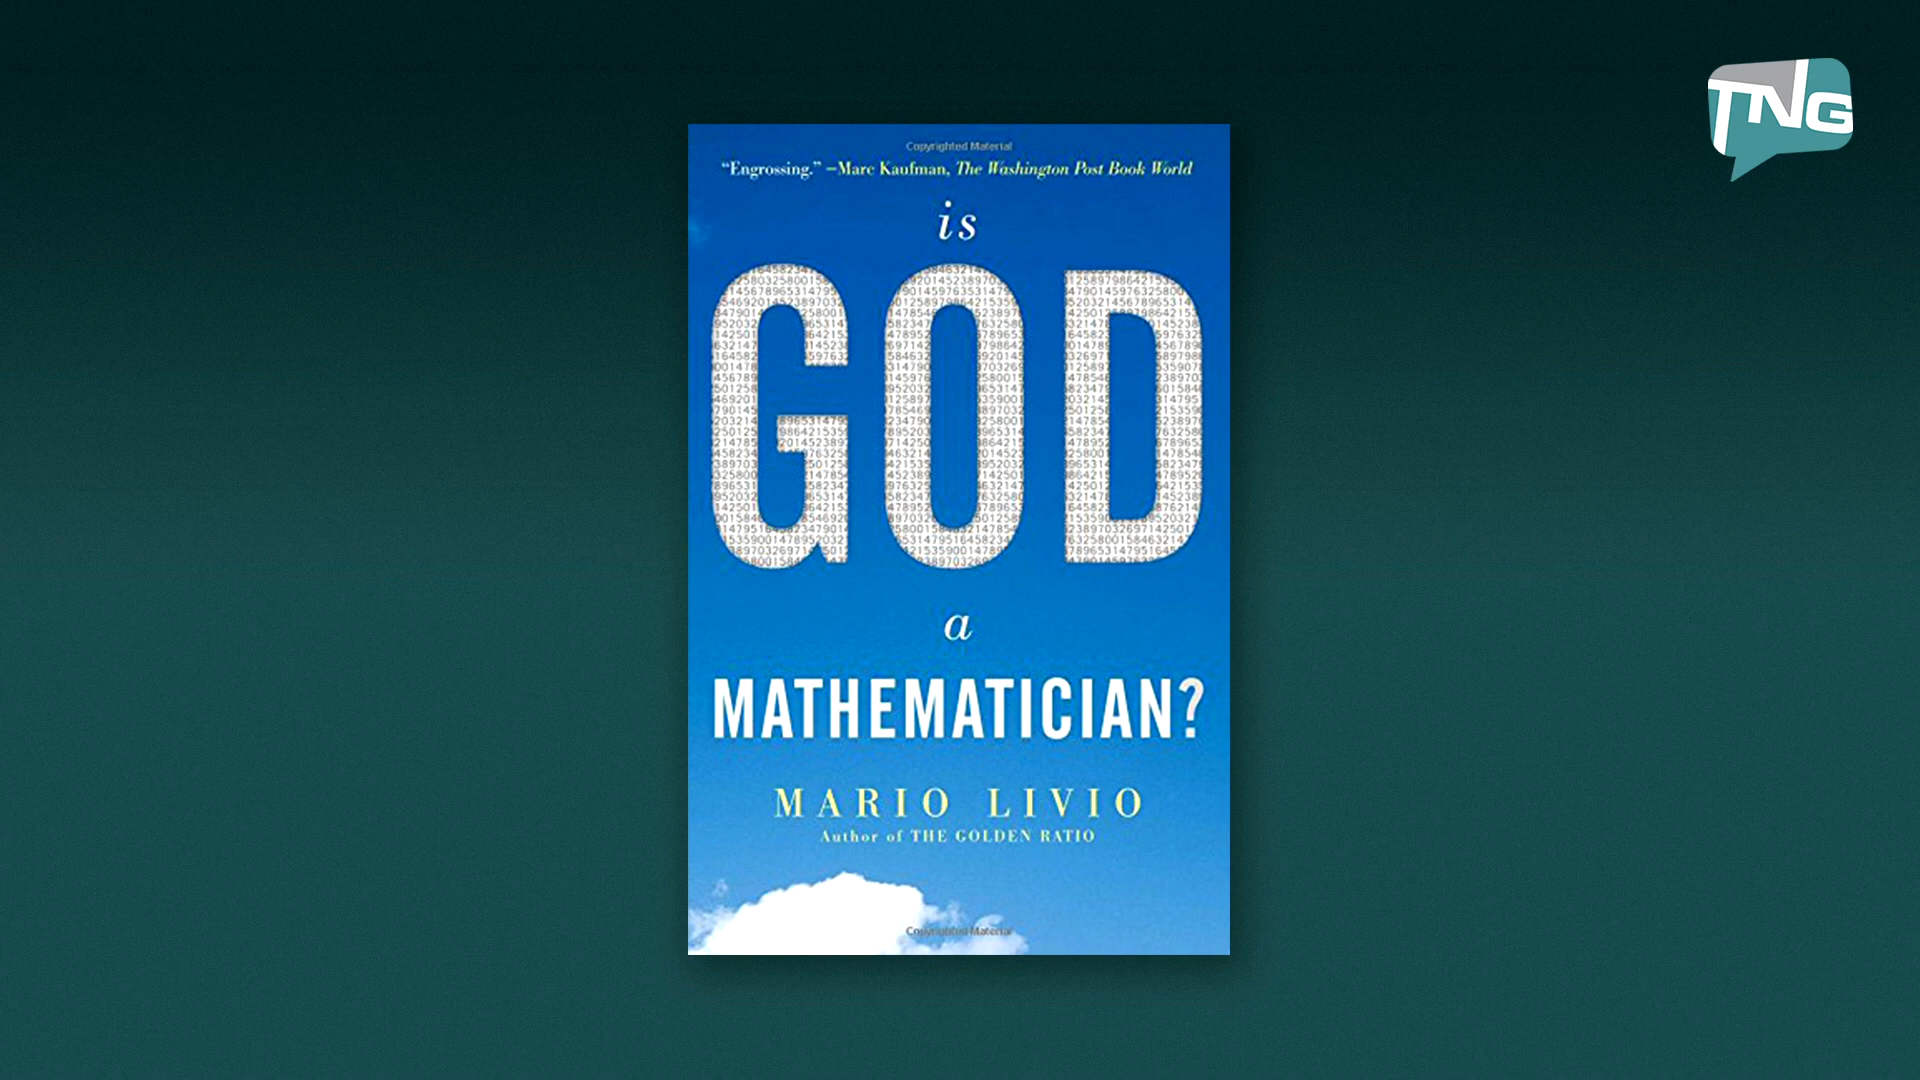 Copyrighted Material
“Engrossing.” —Marc Kaufman, The Washington Post Book World
is
GOD
a
MATHEMATICIAN?
MARIO LIVIO
Author of THE GOLDEN RATIO
Copyrighted Material
TNG